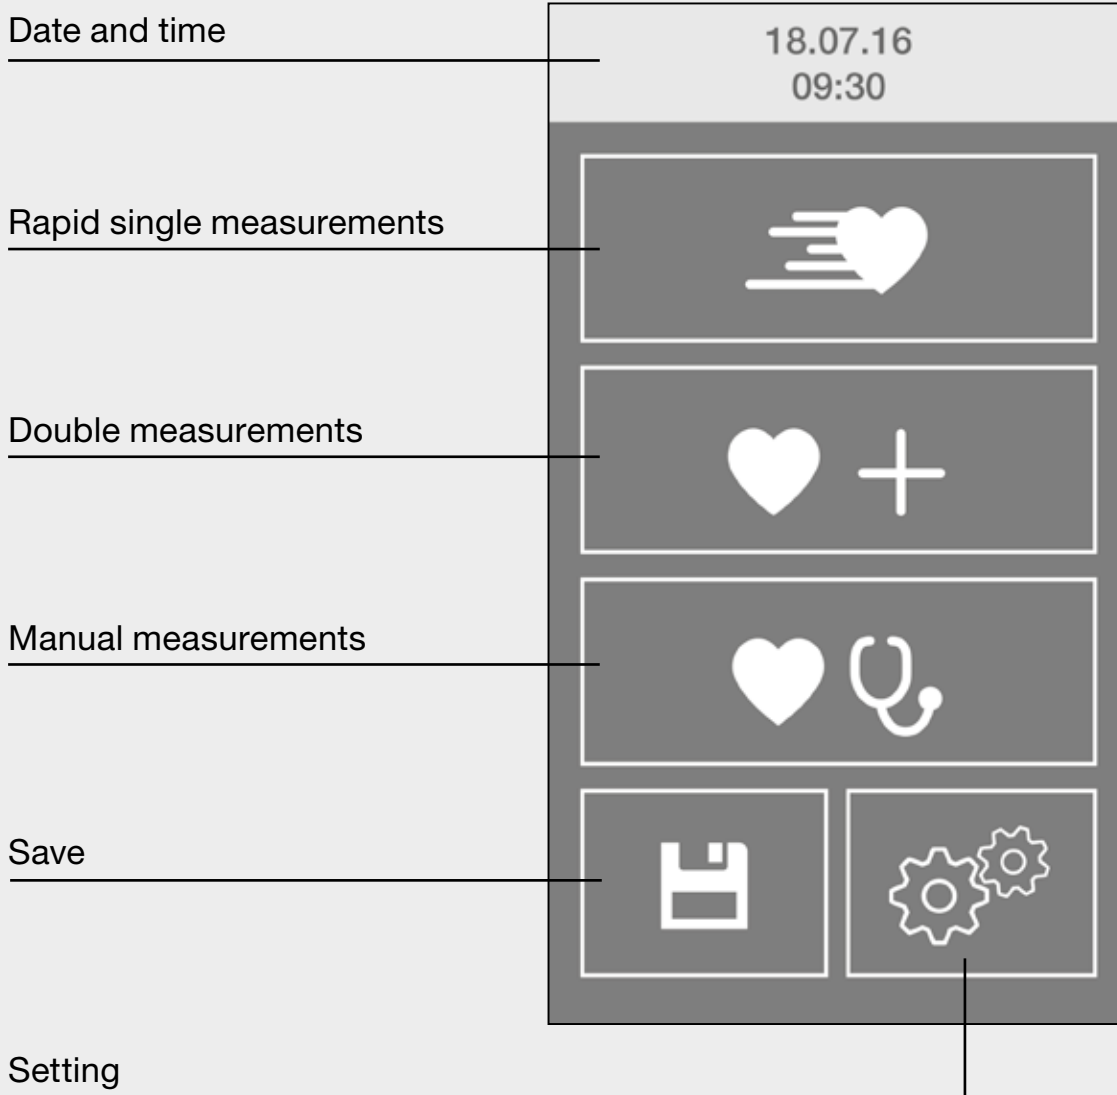 Date and time
18.07.16
09:30
Rapid single measurements
Double measurements
Manual measurements
Save
Setting